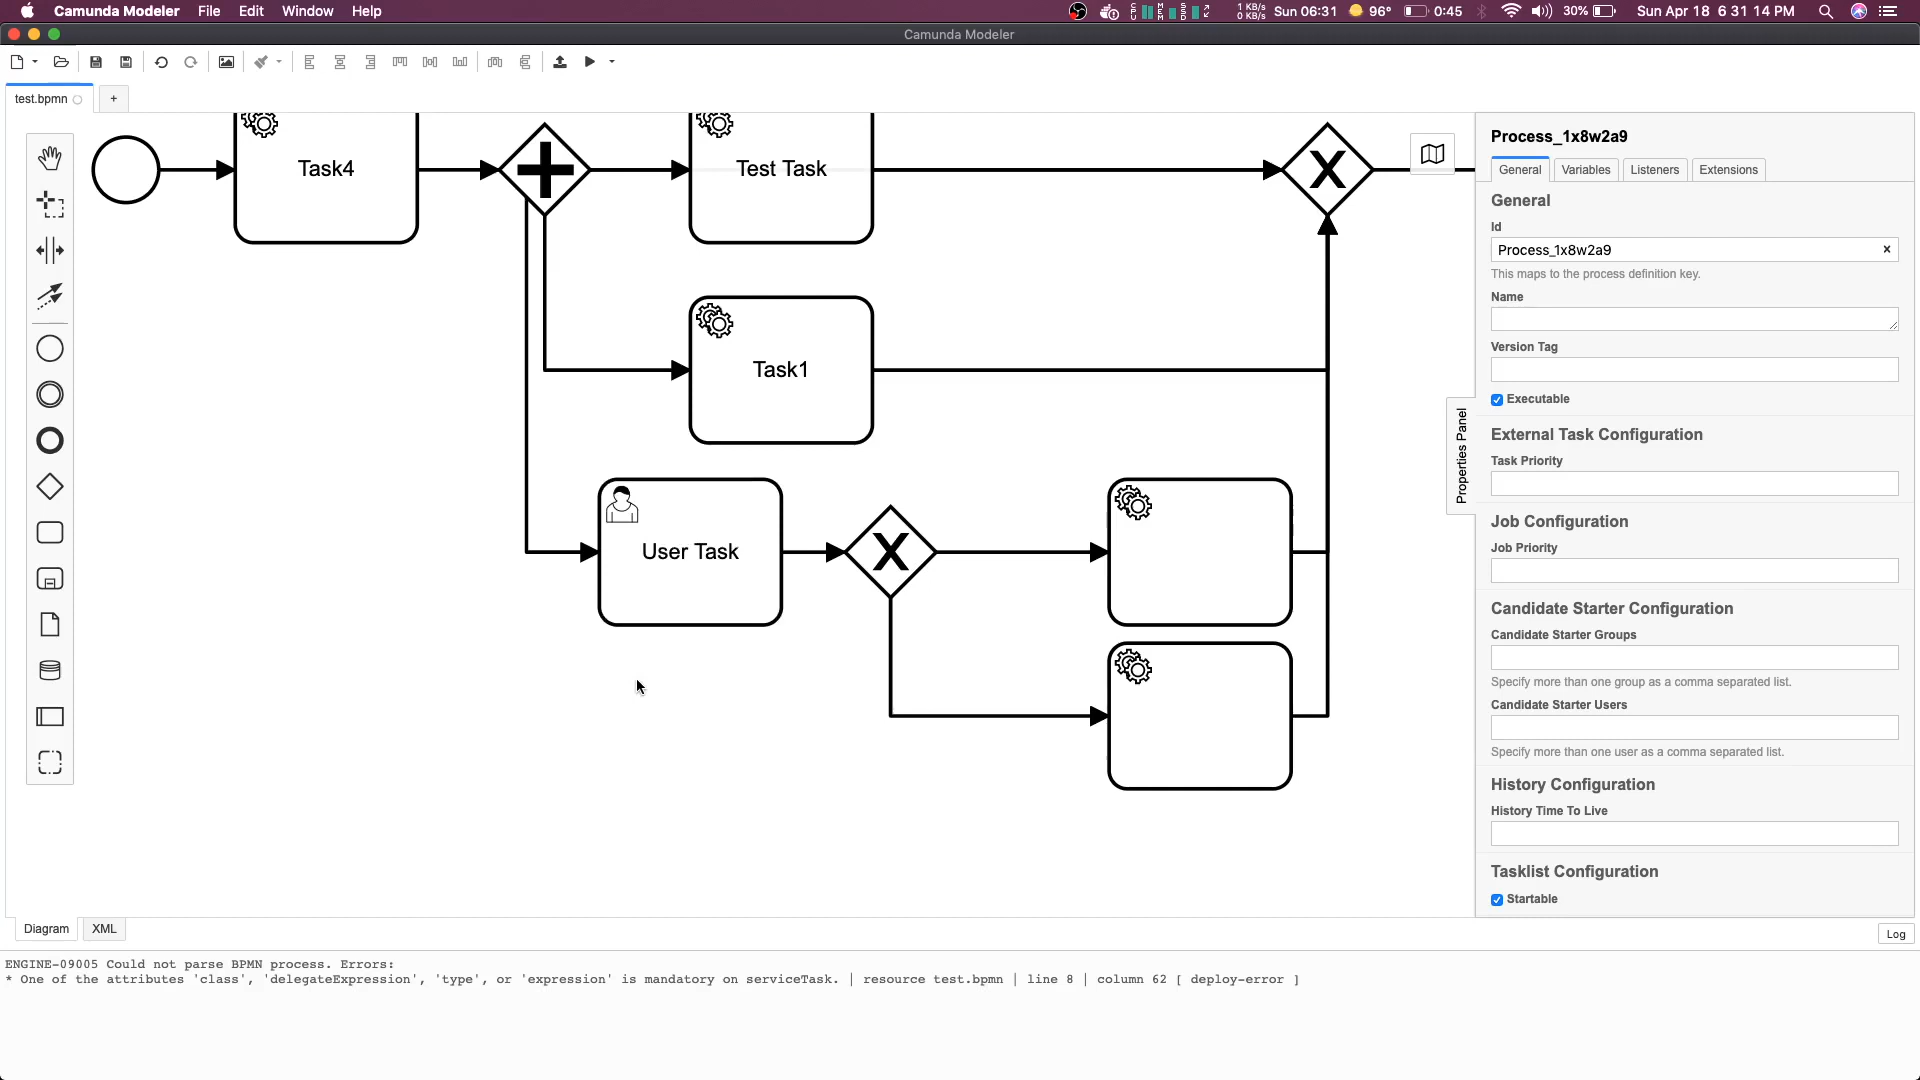 Camunda Modeler File Edit Window Help
1 KB/s
0 KB/s
Sun 06:31 96° 0:45 30% Sun Apr 18 6 31 14 PM
Camunda Modeler
test.bpmn
+
Task4
Test Task
X
Task1
User Task
X
Properties Panel
Process_1x8w2a9
General Variables Listeners Extensions
General
Id
Process_1x8w2a9 ×
This maps to the process definition key.
Name
Version Tag
Executable
External Task Configuration
Task Priority
Job Configuration
Job Priority
Candidate Starter Configuration
Candidate Starter Groups
Specify more than one group as a comma separated list.
Candidate Starter Users
Specify more than one user as a comma separated list.
History Configuration
History Time To Live
Tasklist Configuration
Startable
Diagram XML
Log
ENGINE-09005 Could not parse BPMN process. Errors:
* One of the attributes 'class', 'delegateExpression', 'type', or 'expression' is mandatory on serviceTask. | resource test.bpmn | line 8 | column 62 [ deploy-error ]